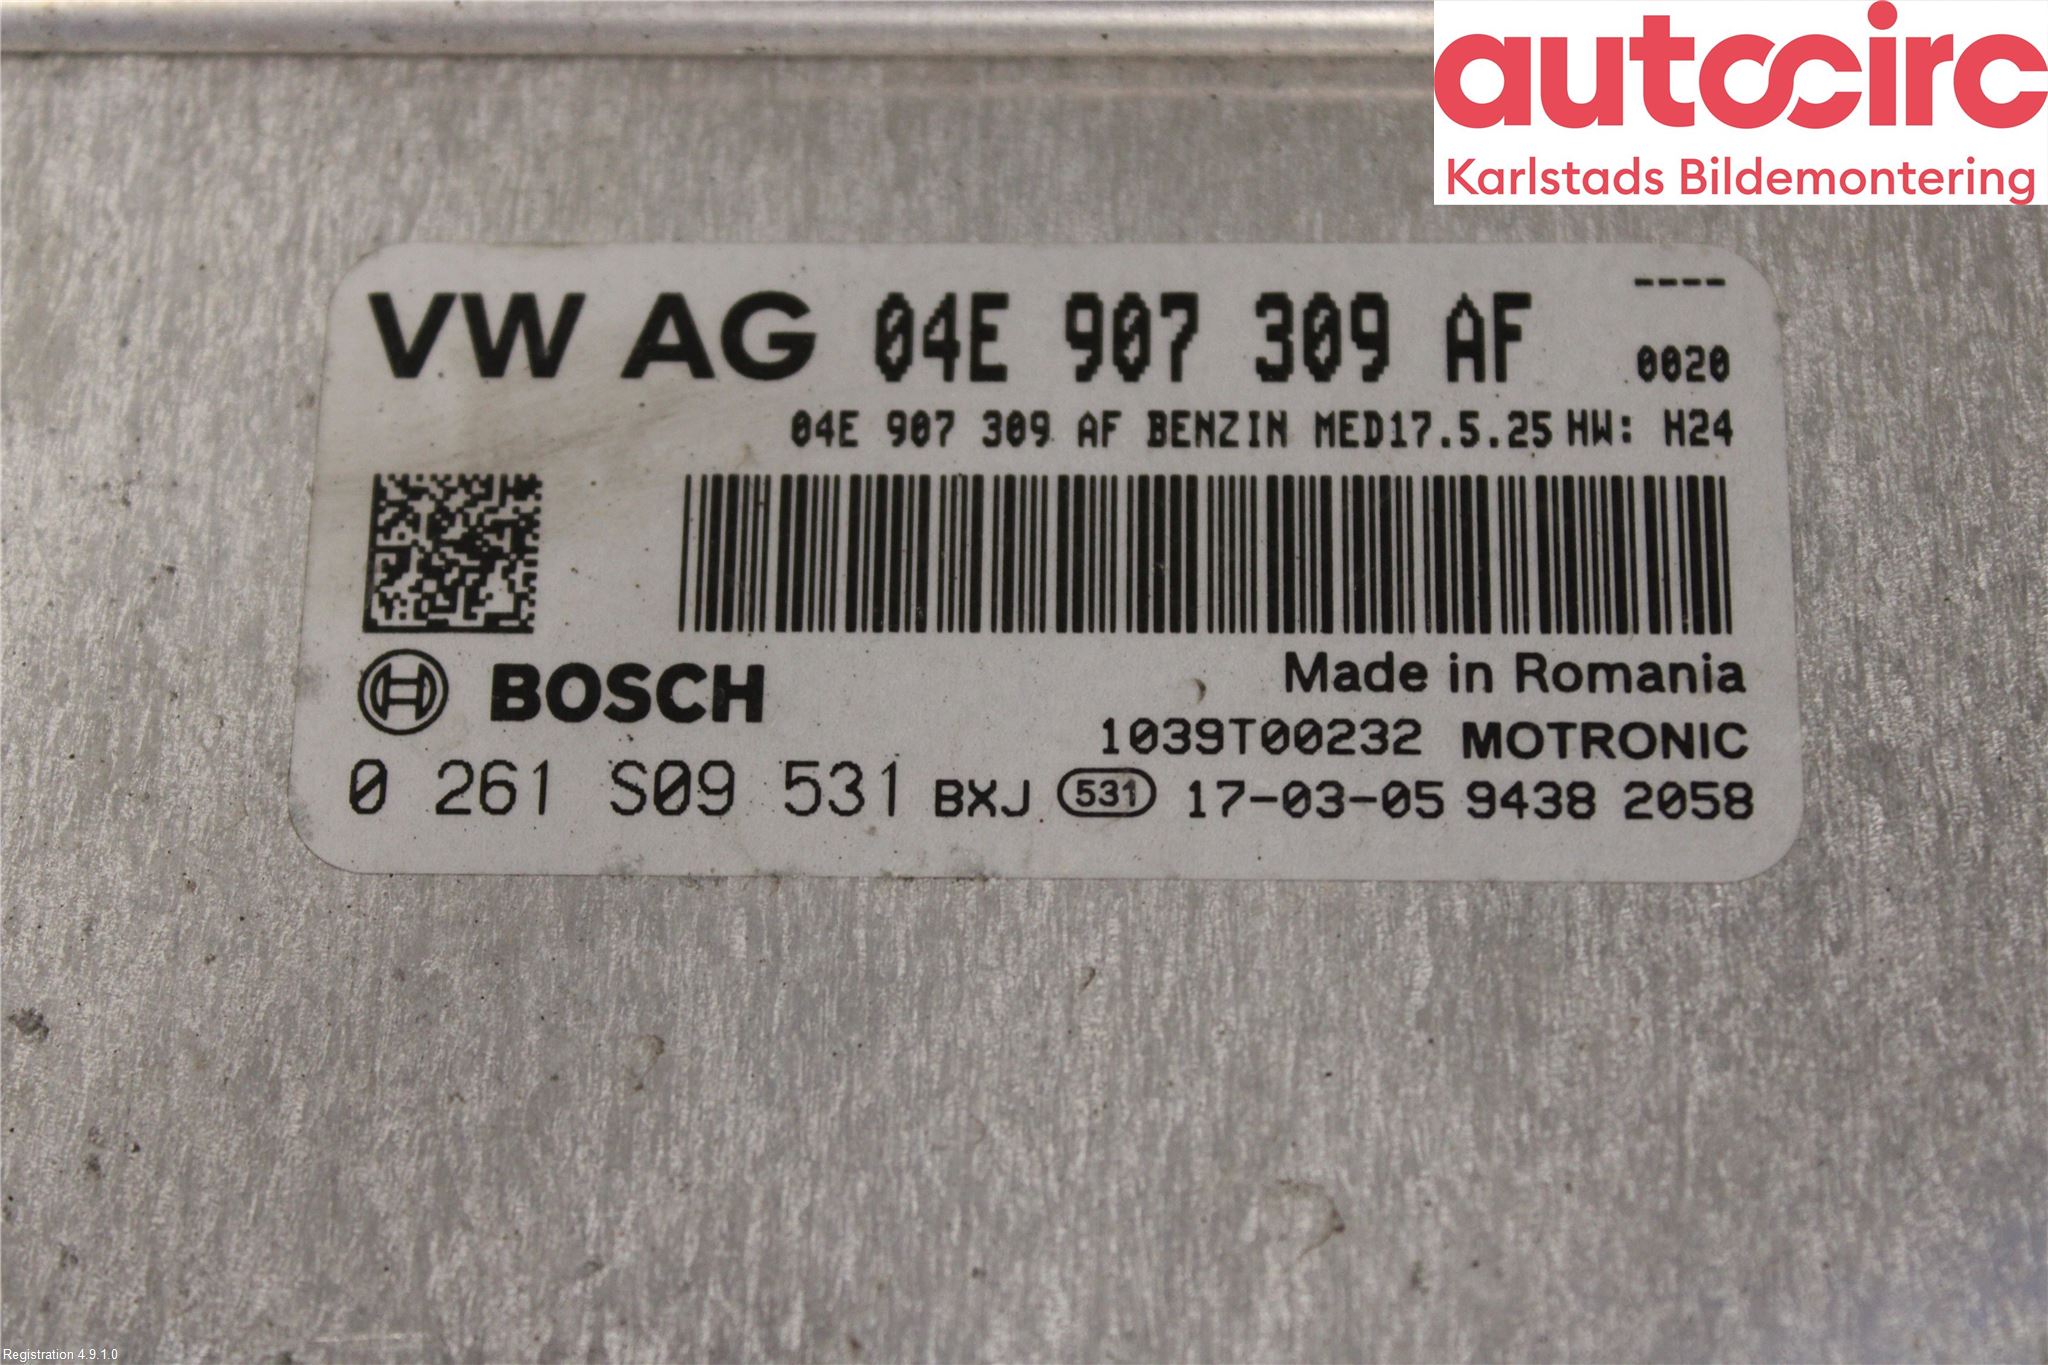 autocirc
Karlstads Bildemontering
----
VW AG 04E 907 309 AF 0020
04E 907 309 AF BENZIN MED17.5.25 HW: H24
BOSCH
Made in Romania
1039T00232 MOTRONIC
0 261 S09 531 BXJ 531 17-03-05 9438 2058
Registration 4.9.1.0